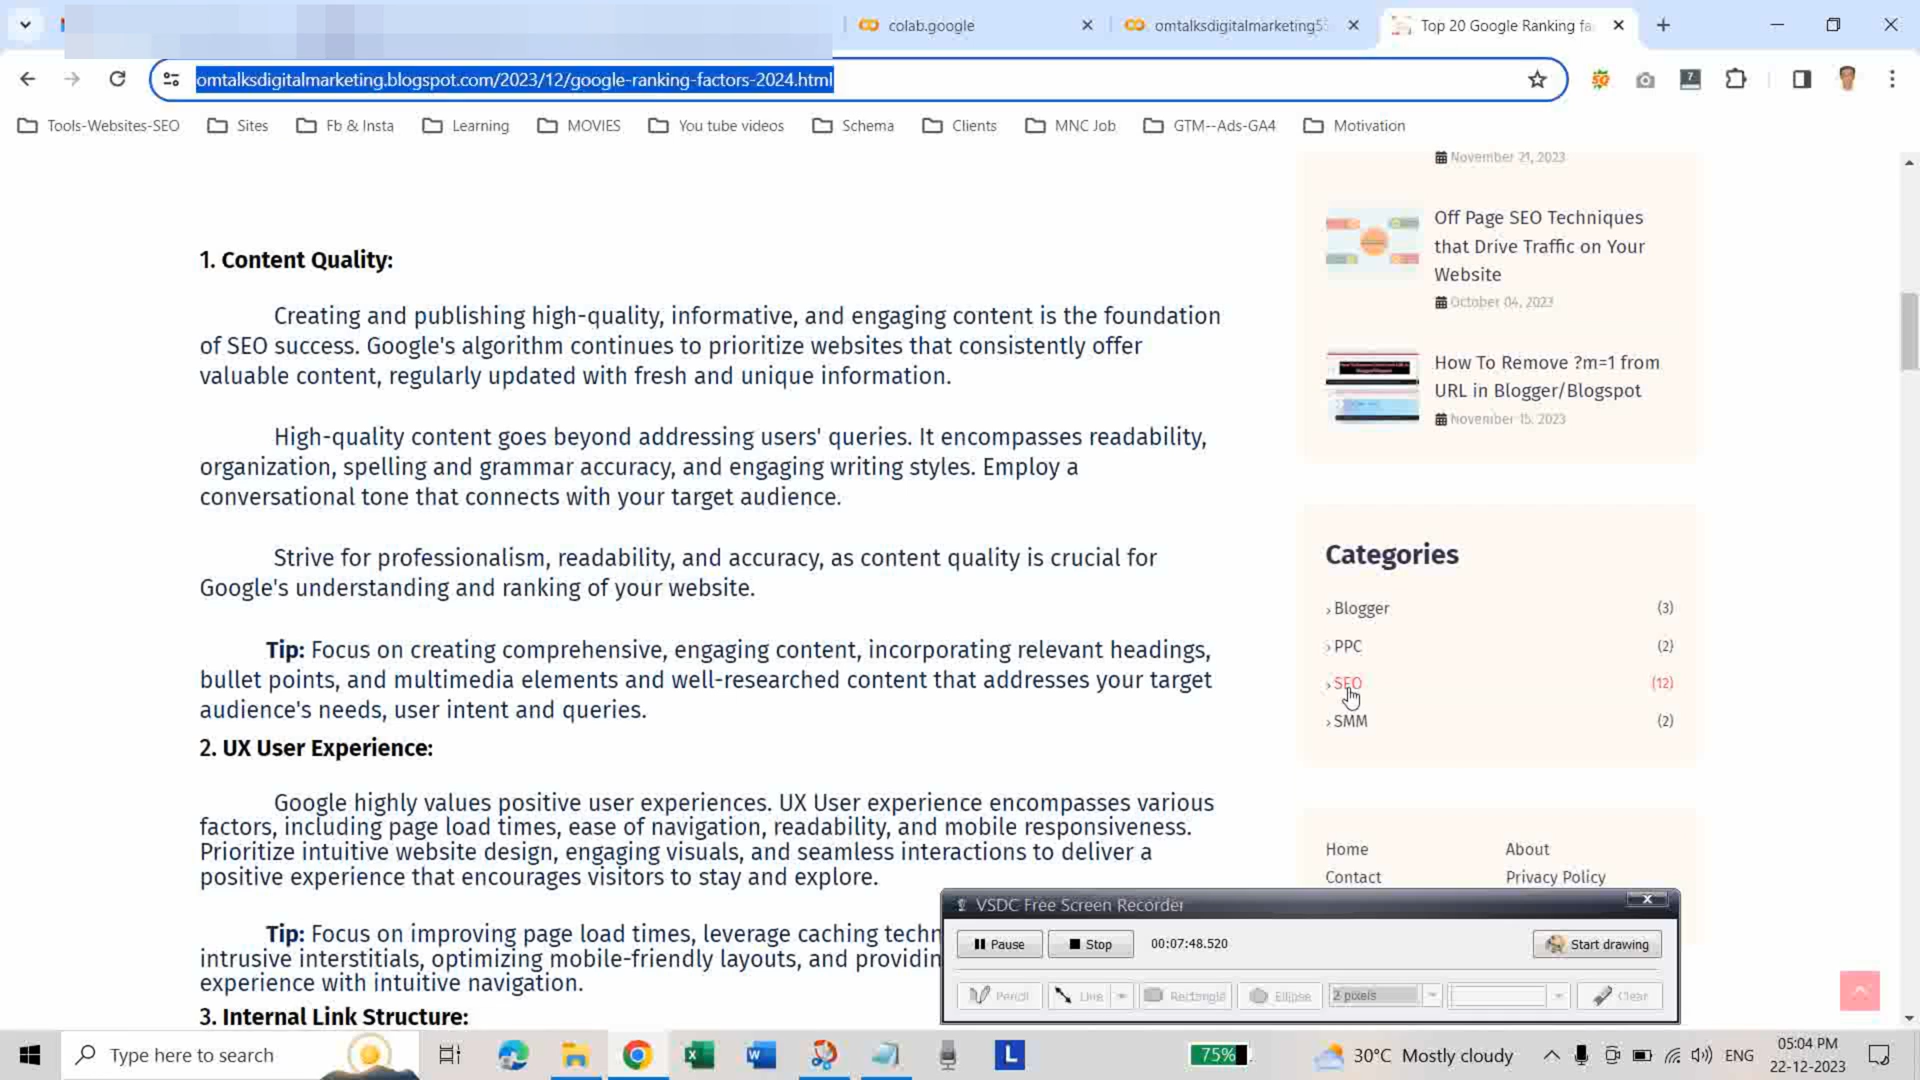 colab.google
omtalksdigitalmarketing5
Top 20 Google Ranking fa
omtalksdigitalmarketing.blogspot.com/2023/12/google-ranking-factors-2024.html
Tools-Websites-SEO
Sites
Fb & Insta
Learning
MOVIES
You tube videos
Schema
Clients
MNC Job
GTM--Ads-GA4
Motivation
1. Content Quality:
Creating and publishing high-quality, informative, and engaging content is the foundation
of SEO success. Google's algorithm continues to prioritize websites that consistently offer
valuable content, regularly updated with fresh and unique information.
High-quality content goes beyond addressing users' queries. It encompasses readability,
organization, spelling and grammar accuracy, and engaging writing styles. Employ a
conversational tone that connects with your target audience.
Strive for professionalism, readability, and accuracy, as content quality is crucial for
Google's understanding and ranking of your website.
Tip: Focus on creating comprehensive, engaging content, incorporating relevant headings,
bullet points, and multimedia elements and well-researched content that addresses your target
audience's needs, user intent and queries.
2. UX User Experience:
Google highly values positive user experiences. UX User experience encompasses various
factors, including page load times, ease of navigation, readability, and mobile responsiveness.
Prioritize intuitive website design, engaging visuals, and seamless interactions to deliver a
positive experience that encourages visitors to stay and explore.
Tip: Focus on improving page load times, leverage caching techn
intrusive interstitials, optimizing mobile-friendly layouts, and providin
experience with intuitive navigation.
3. Internal Link Structure:
November 21, 2023
Off Page SEO Techniques
that Drive Traffic on Your
Website
October 04, 2023
How To Remove ?m=1 from
URL in Blogger/Blogspot
November 15, 2023
Categories
› Blogger (3)
› PPC (2)
› SEO (12)
› SMM (2)
Home About
Contact Privacy Policy
VSDC Free Screen Recorder
Pause
Stop
00:07:48.520
Start drawing
Pencil
Line
Rectangle
Ellipse
2 pixels
Clear
Type here to search
75%
30°C Mostly cloudy
ENG
05:04 PM
22-12-2023